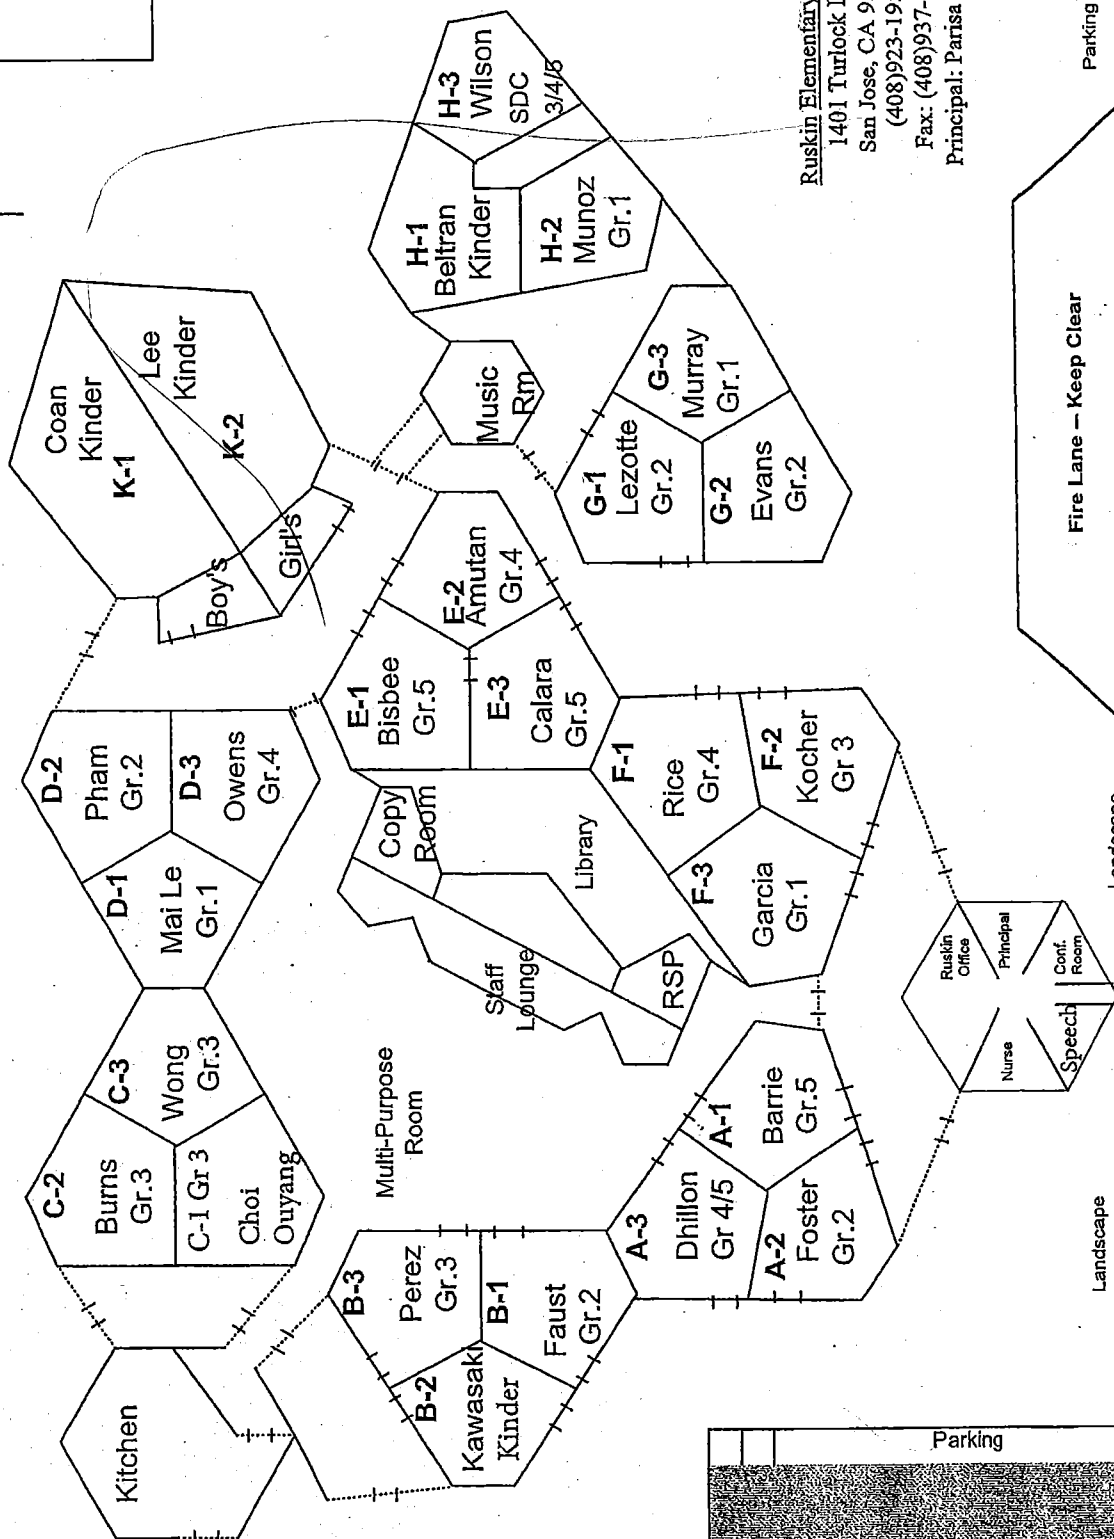 Kitchen
C-2
Burns
Gr.3
C-3
Wong
Gr.3
C-1 Gr 3
Choi
Ouyang
D-1
Mai Le
Gr.1
D-2
Pham
Gr.2
D-3
Owens
Gr.4
Coan
Kinder
K-1
Lee
Kinder
K-2
Boy's
Girl's
B-3
Perez
Gr.3
B-2
Kawasaki
Kinder
B-1
Faust
Gr.2
Multi-Purpose
Room
Staff
Lounge
Copy
Room
Library
RSP
E-1
Bisbee
Gr.5
E-2
Amutan
Gr.4
E-3
Calara
Gr.5
Music
Rm
H-1
Beltran
Kinder
H-2
Munoz
Gr.1
H-3
Wilson
SDC
3/4/5
A-3
Dhillon
Gr 4/5
A-1
Barrie
Gr.5
A-2
Foster
Gr.2
F-3
Garcia
Gr.1
F-1
Rice
Gr.4
F-2
Kocher
Gr 3
G-1
Lezotte
Gr.2
G-3
Murray
Gr.1
G-2
Evans
Gr.2
Ruskin Elementary
1401 Turlock
San Jose, CA 9
(408)923-19
Fax: (408)937-
Principal: Parisa
Ruskin
Office
Principal
Conf.
Room
Nurse
Speech
Parking
Landscape
Fire Lane – Keep Clear
Parking